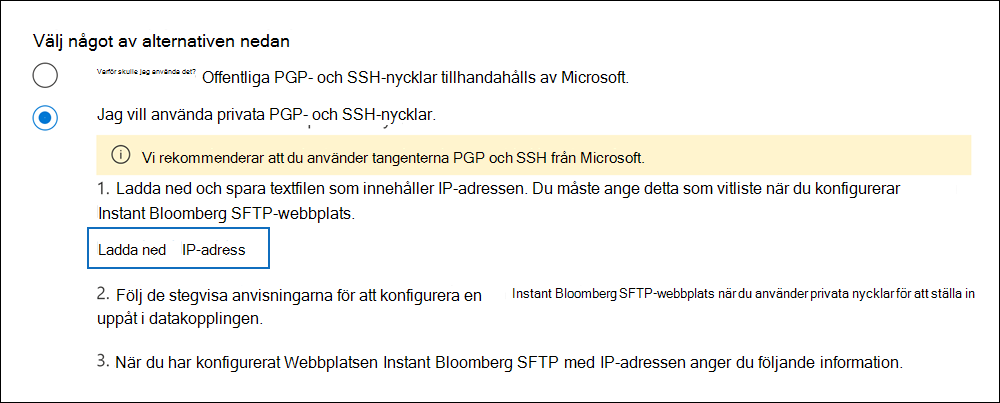 Välj något av alternativen nedan
Varför skulle jag använda det? Offentliga PGP- och SSH-nycklar tillhandahålls av Microsoft.
Jag vill använda privata PGP- och SSH-nycklar.
Vi rekommenderar att du använder tangenterna PGP och SSH från Microsoft.
1. Ladda ned och spara textfilen som innehåller IP-adressen. Du måste ange detta som vitliste när du konfigurerar
Instant Bloomberg SFTP-webbplats.
Ladda ned IP-adress
2. Följ de stegvisa anvisningarna för att konfigurera en Instant Bloomberg SFTP-webbplats när du använder privata nycklar för att ställa in
uppåt i datakopplingen.
3. När du har konfigurerat Webbplatsen Instant Bloomberg SFTP med IP-adressen anger du följande information.